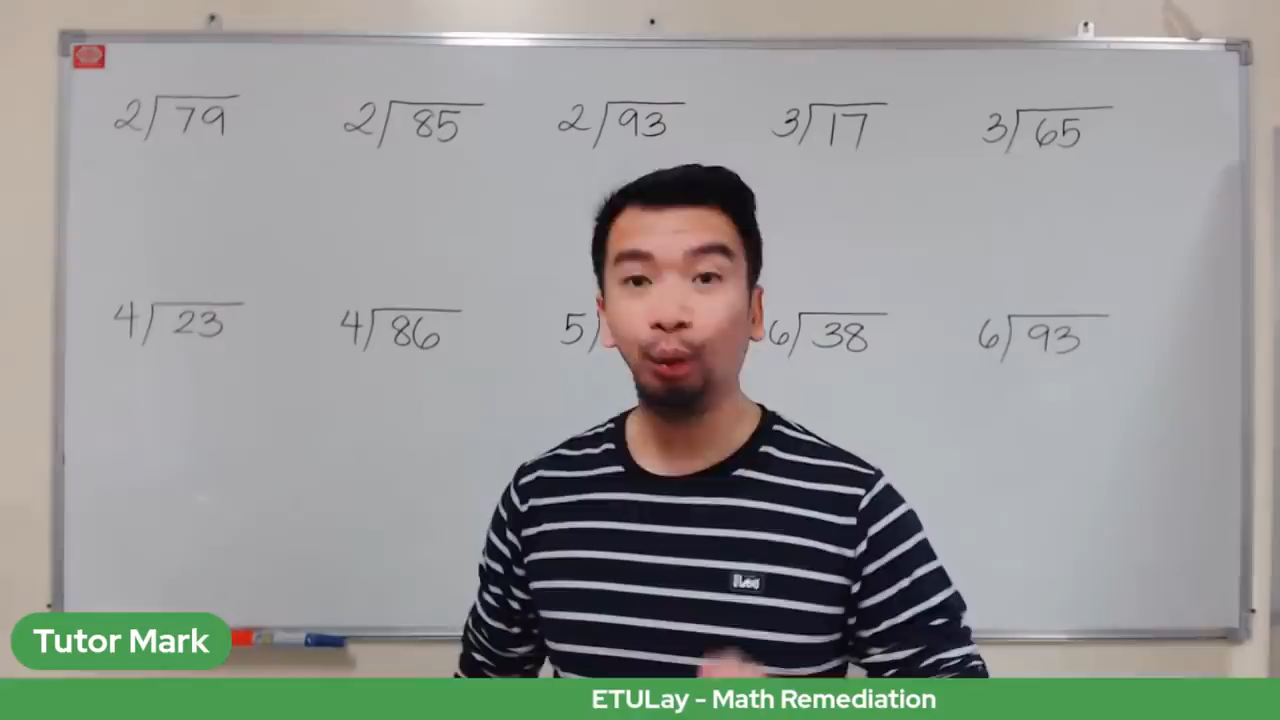 2)79 2)85 2)93 3)17 3)65
4)23 4)86 5) 6)38 6)93
Tutor Mark
ETULay - Math Remediation